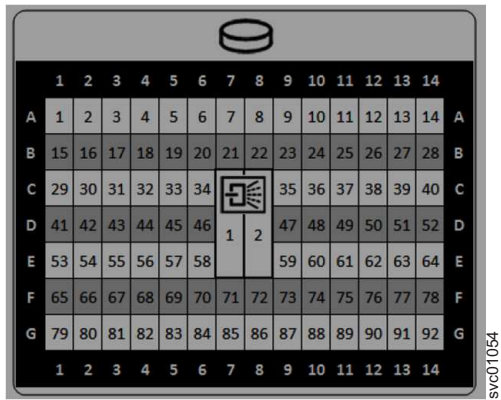 1 2 3 4 5 6 7 8 9 10 11 12 13 14
A 1 2 3 4 5 6 7 8 9 10 11 12 13 14 A
B 15 16 17 18 19 20 21 22 23 24 25 26 27 28 B
C 29 30 31 32 33 34 35 36 37 38 39 40 C
D 41 42 43 44 45 46 1 2 47 48 49 50 51 52 D
E 53 54 55 56 57 58 59 60 61 62 63 64 E
F 65 66 67 68 69 70 71 72 73 74 75 76 77 78 F
G 79 80 81 82 83 84 85 86 87 88 89 90 91 92 G
1 2 3 4 5 6 7 8 9 10 11 12 13 14
svc01054